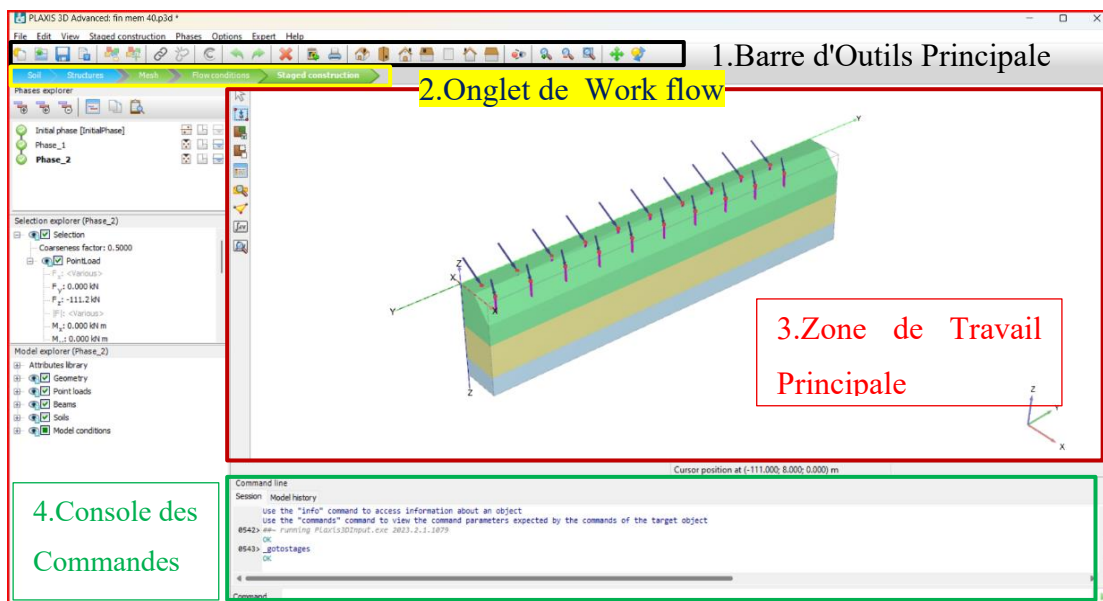 PLAXIS 3D Advanced: fin mem 40.p3d *
File Edit View Staged construction Phases Options Expert Help
1.Barre d'Outils Principale
Soil Structures Mesh Flow conditions Staged construction
2.Onglet de Work flow
Phases explorer
Initial phase [InitialPhase]
Phase_1
Phase_2
Selection explorer (Phase_2)
Selection
Coarseness factor: 0.5000
PointLoad
Fx: <Various>
Fy: 0.000 kN
Fz: -111.2 kN
|F|: <Various>
Mx: 0.000 kN m
0.000 kN m
Model explorer (Phase_2)
Attributes library
Geometry
Point loads
Beams
Soils
Model conditions
Y
Z
X
X
Y
Z
3.Zone de Travail
Principale
Z
Y
X
Cursor position at (-111.000; 8.000; 0.000) m
4.Console des
Commandes
Command line
Session Model history
Use the "info" command to access information about an object
Use the "commands" command to view the command parameters expected by the commands of the target object
0542> ##~ running Plaxis3DInput.exe 2023.2.1.1079
OK
0543> _gotostages
OK
Command